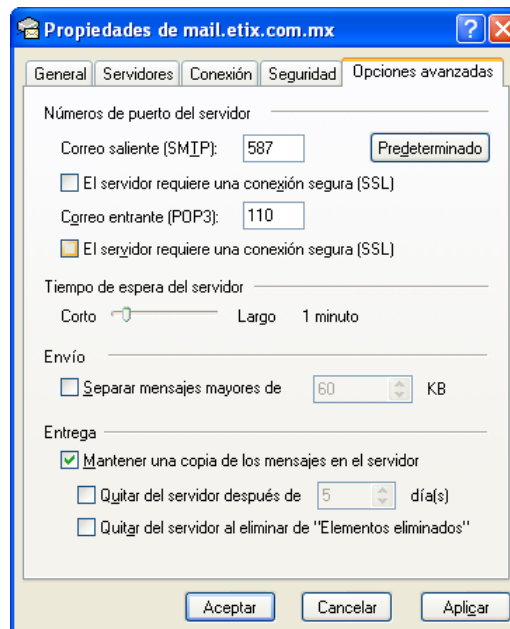 Propiedades de mail.etix.com.mx
General Servidores Conexión Seguridad Opciones avanzadas
Números de puerto del servidor
Correo saliente (SMTP): 587 Predeterminado
El servidor requiere una conexión segura (SSL)
Correo entrante (POP3): 110
El servidor requiere una conexión segura (SSL)
Tiempo de espera del servidor
Corto Largo 1 minuto
Envío
Separar mensajes mayores de 60 KB
Entrega
Mantener una copia de los mensajes en el servidor
Quitar del servidor después de 5 día(s)
Quitar del servidor al eliminar de "Elementos eliminados"
Aceptar Cancelar Aplicar